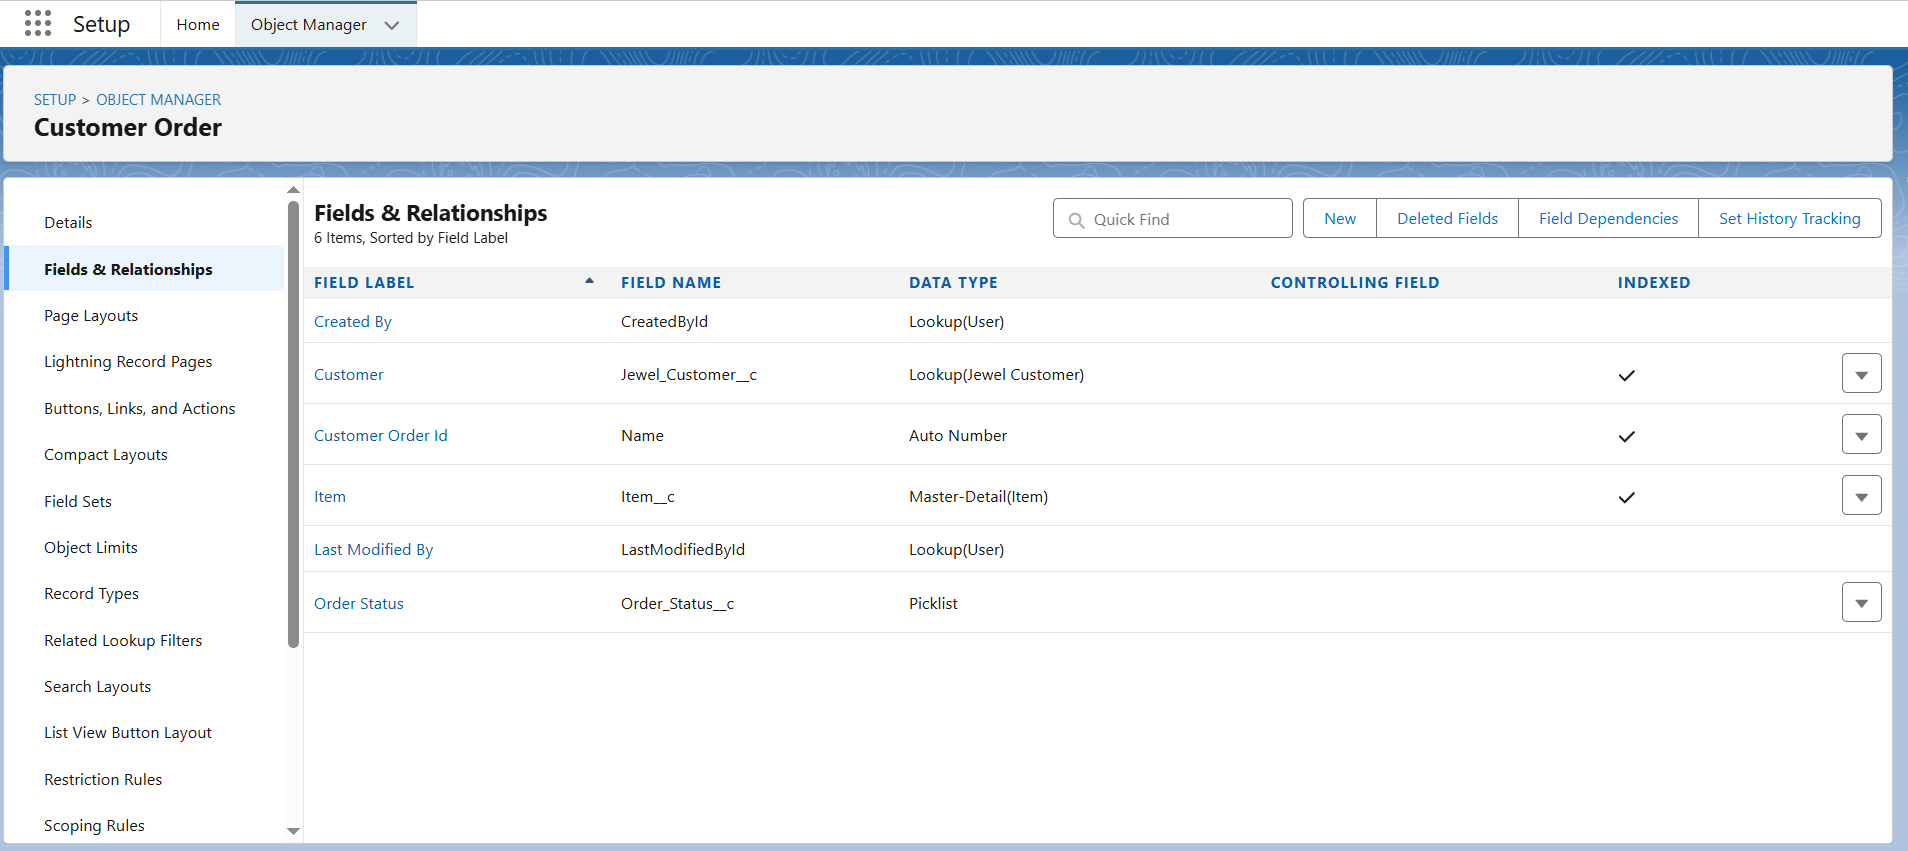 Setup
Home
Object Manager
SETUP > OBJECT MANAGER
Customer Order
Details
Fields & Relationships
Page Layouts
Lightning Record Pages
Buttons, Links, and Actions
Compact Layouts
Field Sets
Object Limits
Record Types
Related Lookup Filters
Search Layouts
List View Button Layout
Restriction Rules
Scoping Rules
Fields & Relationships
6 Items, Sorted by Field Label
Quick Find
New
Deleted Fields
Field Dependencies
Set History Tracking
FIELD LABEL FIELD NAME DATA TYPE CONTROLLING FIELD INDEXED
Created By CreatedById Lookup(User)
Customer Jewel_Customer__c Lookup(Jewel Customer)
Customer Order Id Name Auto Number
Item Item__c Master-Detail(Item)
Last Modified By LastModifiedById Lookup(User)
Order Status Order_Status__c Picklist